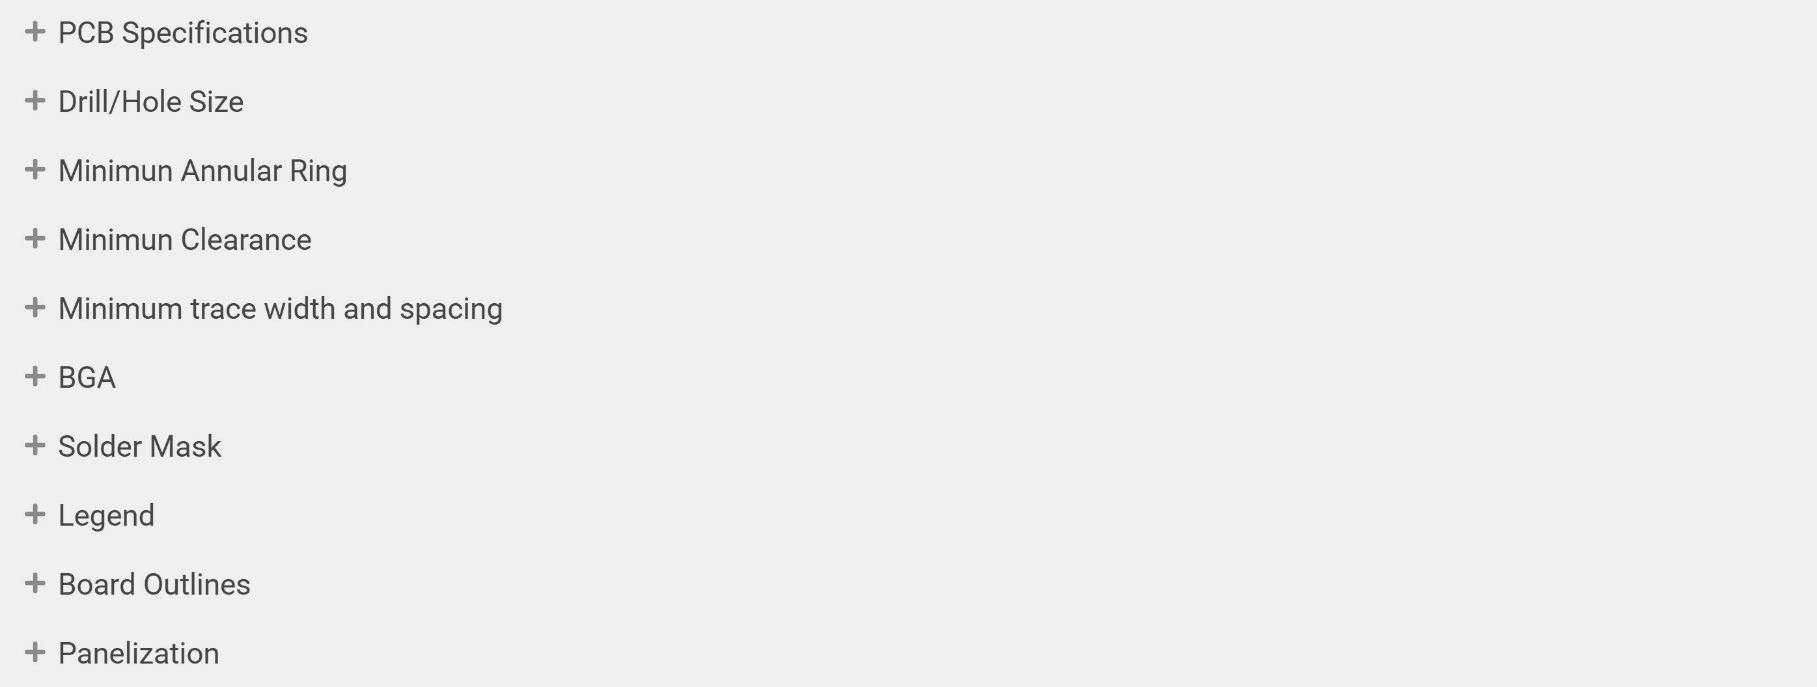 PCB Specifications
Drill/Hole Size
Minimun Annular Ring
Minimun Clearance
Minimum trace width and spacing
BGA
Solder Mask
Legend
Board Outlines
Panelization